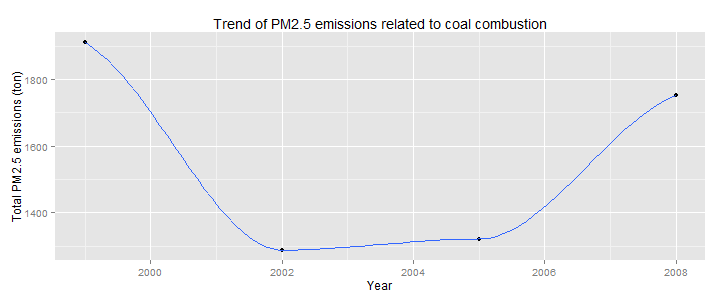 Trend of PM2.5 emissions related to coal combustion
Total PM2.5 emissions (ton)
1800
1600
1400
2000
2002
2004
2006
2008
Year